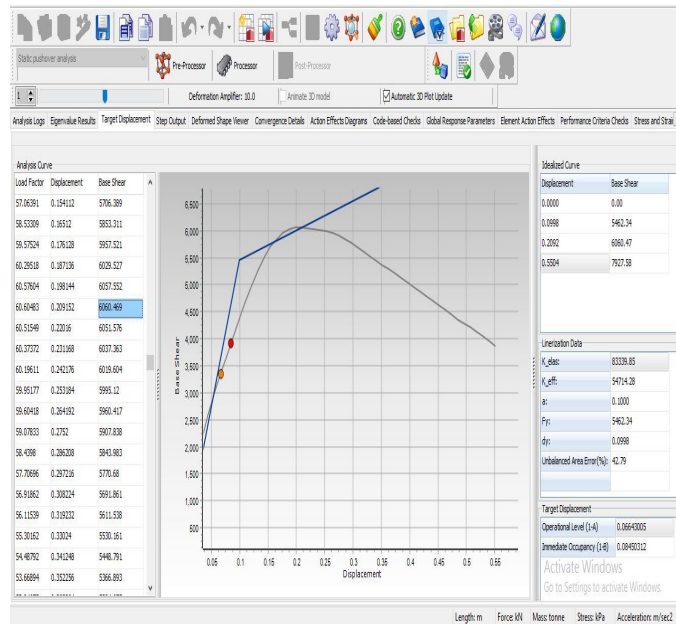 Static pushover analysis
Pre-Processor Processor Post-Processor
1 Deformation Amplifier: 10.0 Animate 3D model Automatic 3D Plot Update
Analysis Logs Eigenvalue Results Target Displacement Step Output Deformed Shape Viewer Convergence Details Action Effects Diagrams Code-based Checks Global Response Parameters Element Action Effects Performance Criteria Checks Stress and Strai
Analysis Curve
Load Factor Displacement Base Shear
57.06391 0.154112 5706.389
58.53309 0.16512 5853.311
59.57524 0.176128 5957.521
60.29518 0.187136 6029.527
60.57604 0.198144 6057.552
60.60483 0.209152 6060.469
60.51549 0.22016 6051.576
60.37372 0.231168 6037.363
60.19611 0.242176 6019.604
59.95177 0.253184 5995.12
59.60418 0.264192 5960.417
59.07833 0.2752 5907.838
58.4398 0.286208 5843.983
57.70696 0.297216 5770.68
56.91862 0.308224 5691.861
56.11539 0.319232 5611.538
55.30162 0.33024 5530.161
54.48792 0.341248 5448.791
53.66894 0.352256 5366.893
6,500
6,000
5,500
5,000
4,500
4,000
3,500
3,000
2,500
2,000
1,500
1,000
500
Base Shear
0.05 0.1 0.15 0.2 0.25 0.3 0.35 0.4 0.45 0.5 0.55
Displacement
Idealized Curve
Displacement Base Shear
0.0000 0.00
0.0998 5462.34
0.2092 6060.47
0.5504 7927.58
Linerization Data
K_elas: 83339.85
K_eff: 54714.28
a: 0.1000
Fy: 5462.34
dy: 0.0998
Unbalanced Area Error(%): 42.79
Target Displacement
Operational Level (1-A) 0.06643005
Immediate Occupancy (1-B) 0.08450312
Activate Windows
Go to Settings to activate Windows.
Length: m Force: kN Mass: tonne Stress: kPa Acceleration: m/sec2